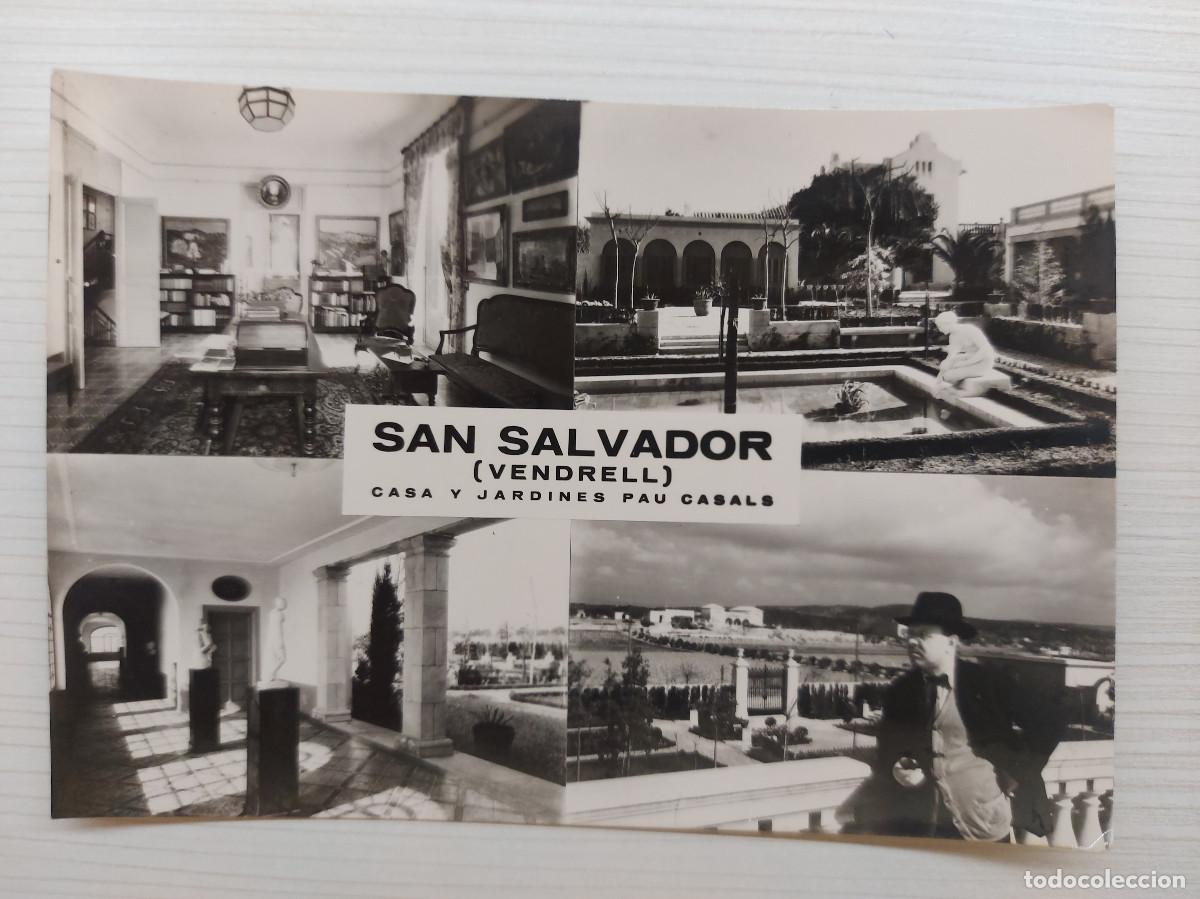 SAN SALVADOR
(VENDRELL)
CASA Y JARDINES PAU CASALS
todocoleccion